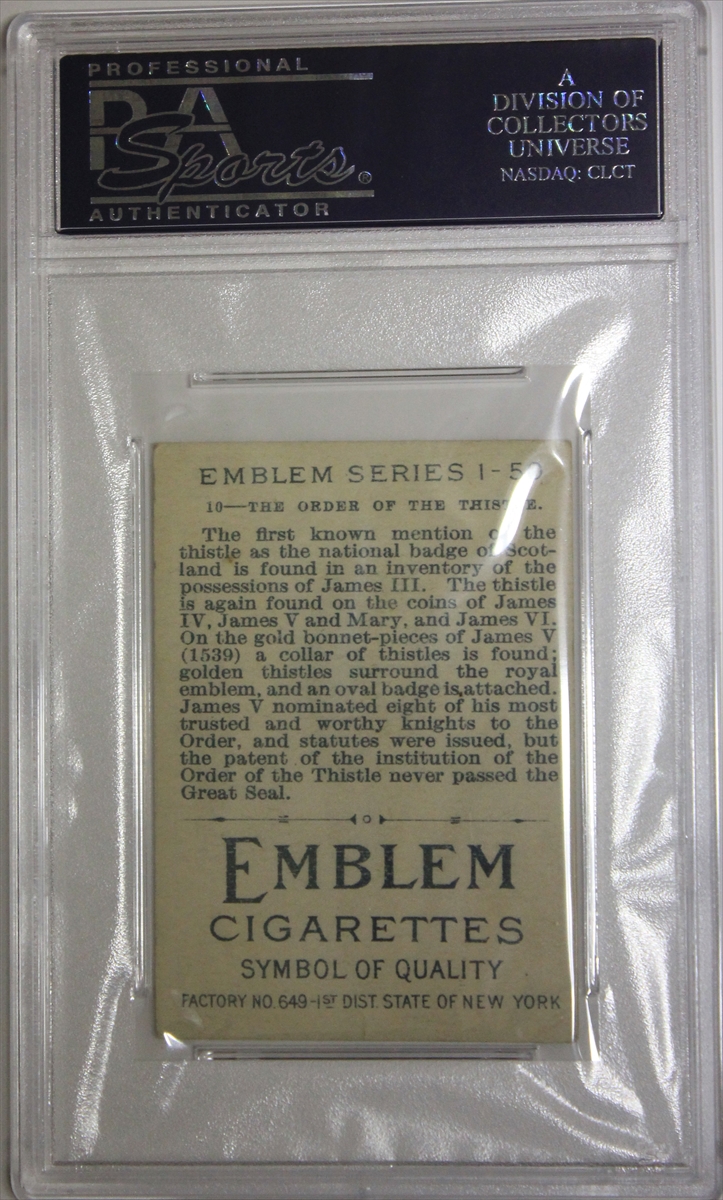 PROFESSIONAL
PSA
Sports®
AUTHENTICATOR
A
DIVISION OF
COLLECTORS
UNIVERSE
NASDAQ: CLCT
EMBLEM SERIES 1-50
10—THE ORDER OF THE THISTLE.
The first known mention of the
thistle as the national badge of Scot-
land is found in an inventory of the
possessions of James III. The thistle
is again found on the coins of James
IV, James V and Mary, and James VI.
On the gold bonnet-pieces of James V
(1539) a collar of thistles is found;
golden thistles surround the royal
emblem, and an oval badge is attached.
James V nominated eight of his most
trusted and worthy knights to the
Order, and statutes were issued, but
the patent of the institution of the
Order of the Thistle never passed the
Great Seal.
EMBLEM
CIGARETTES
SYMBOL OF QUALITY
FACTORY NO. 649-1ST DIST. STATE OF NEW YORK